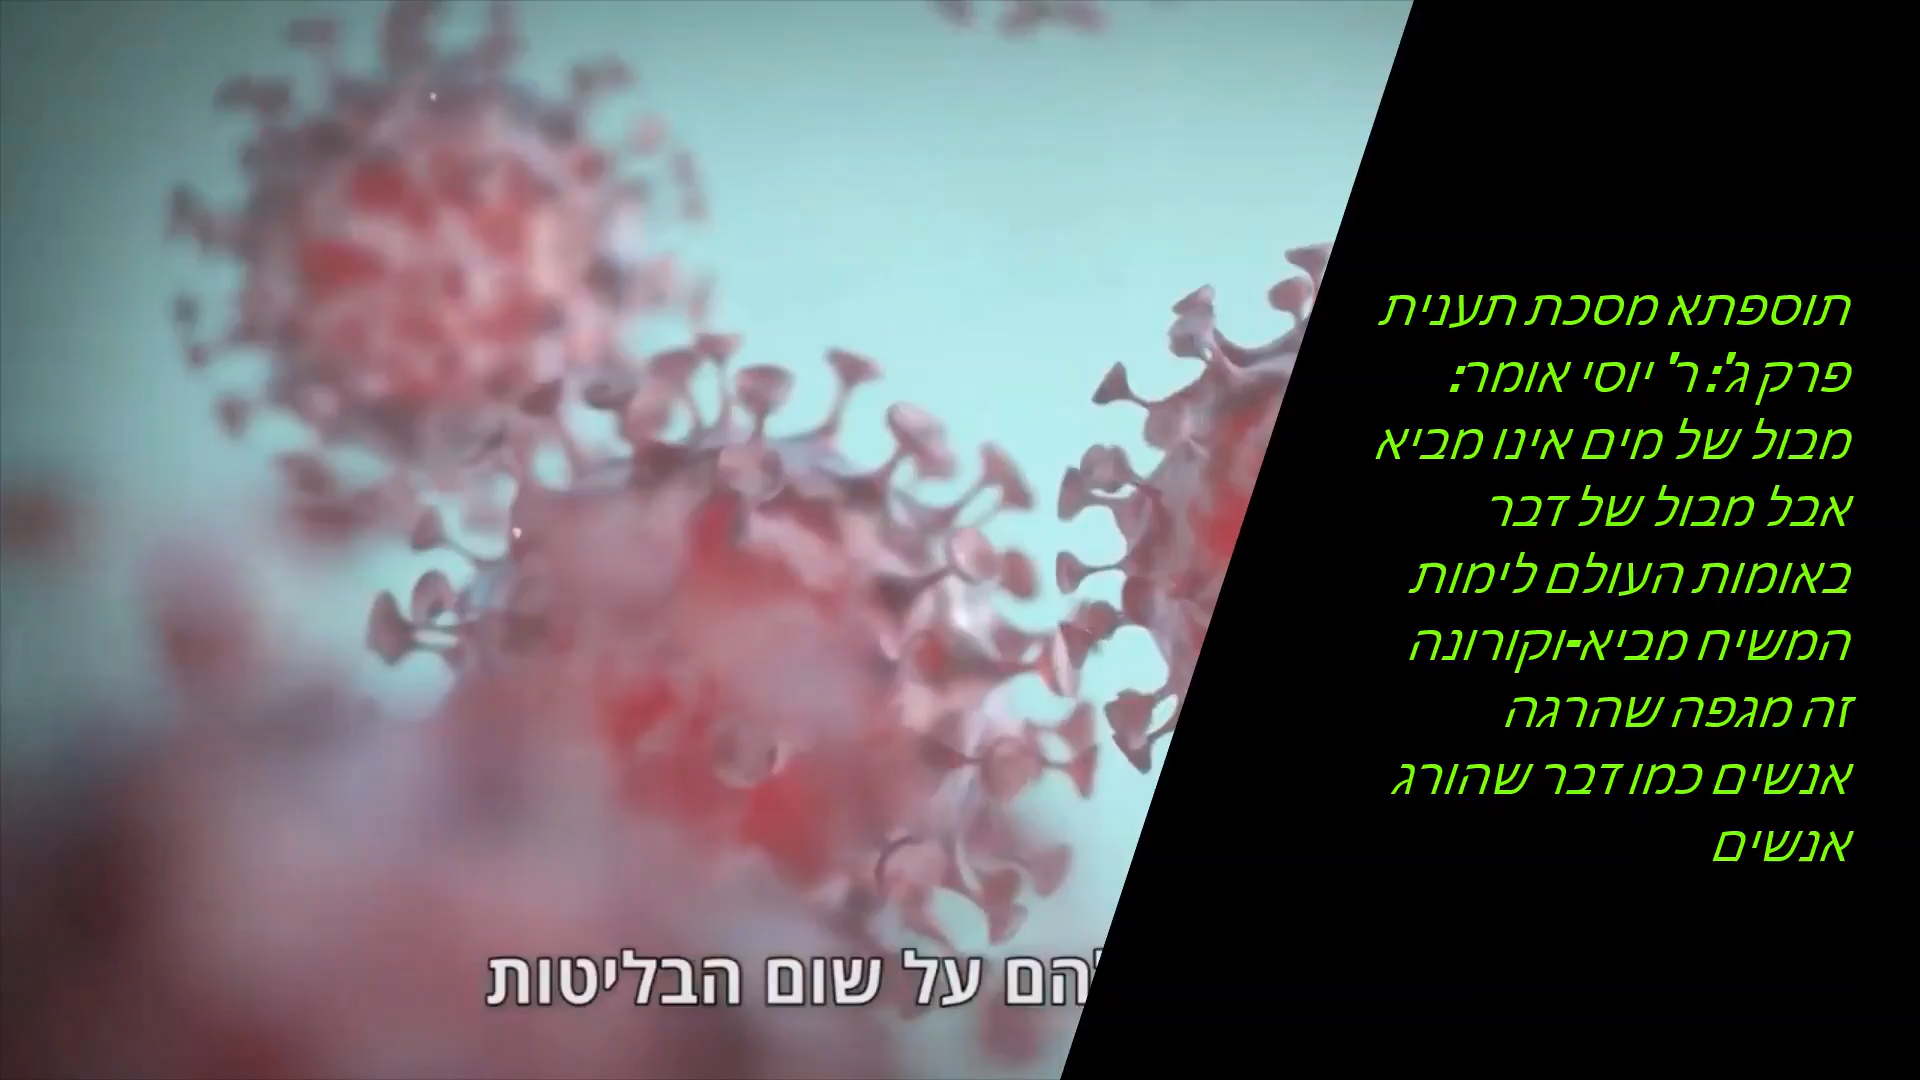 תוספתא מסכת תענית
פרק ג': ר' יוסי אומר:
מבול של מים אינו מביא
אבל מבול של דבר
באומות העולם לימות
המשיח מביא-וקורונה
זה מגפה שהרגה
אנשים כמו דבר שהורג
אנשים
על שום הבליטות